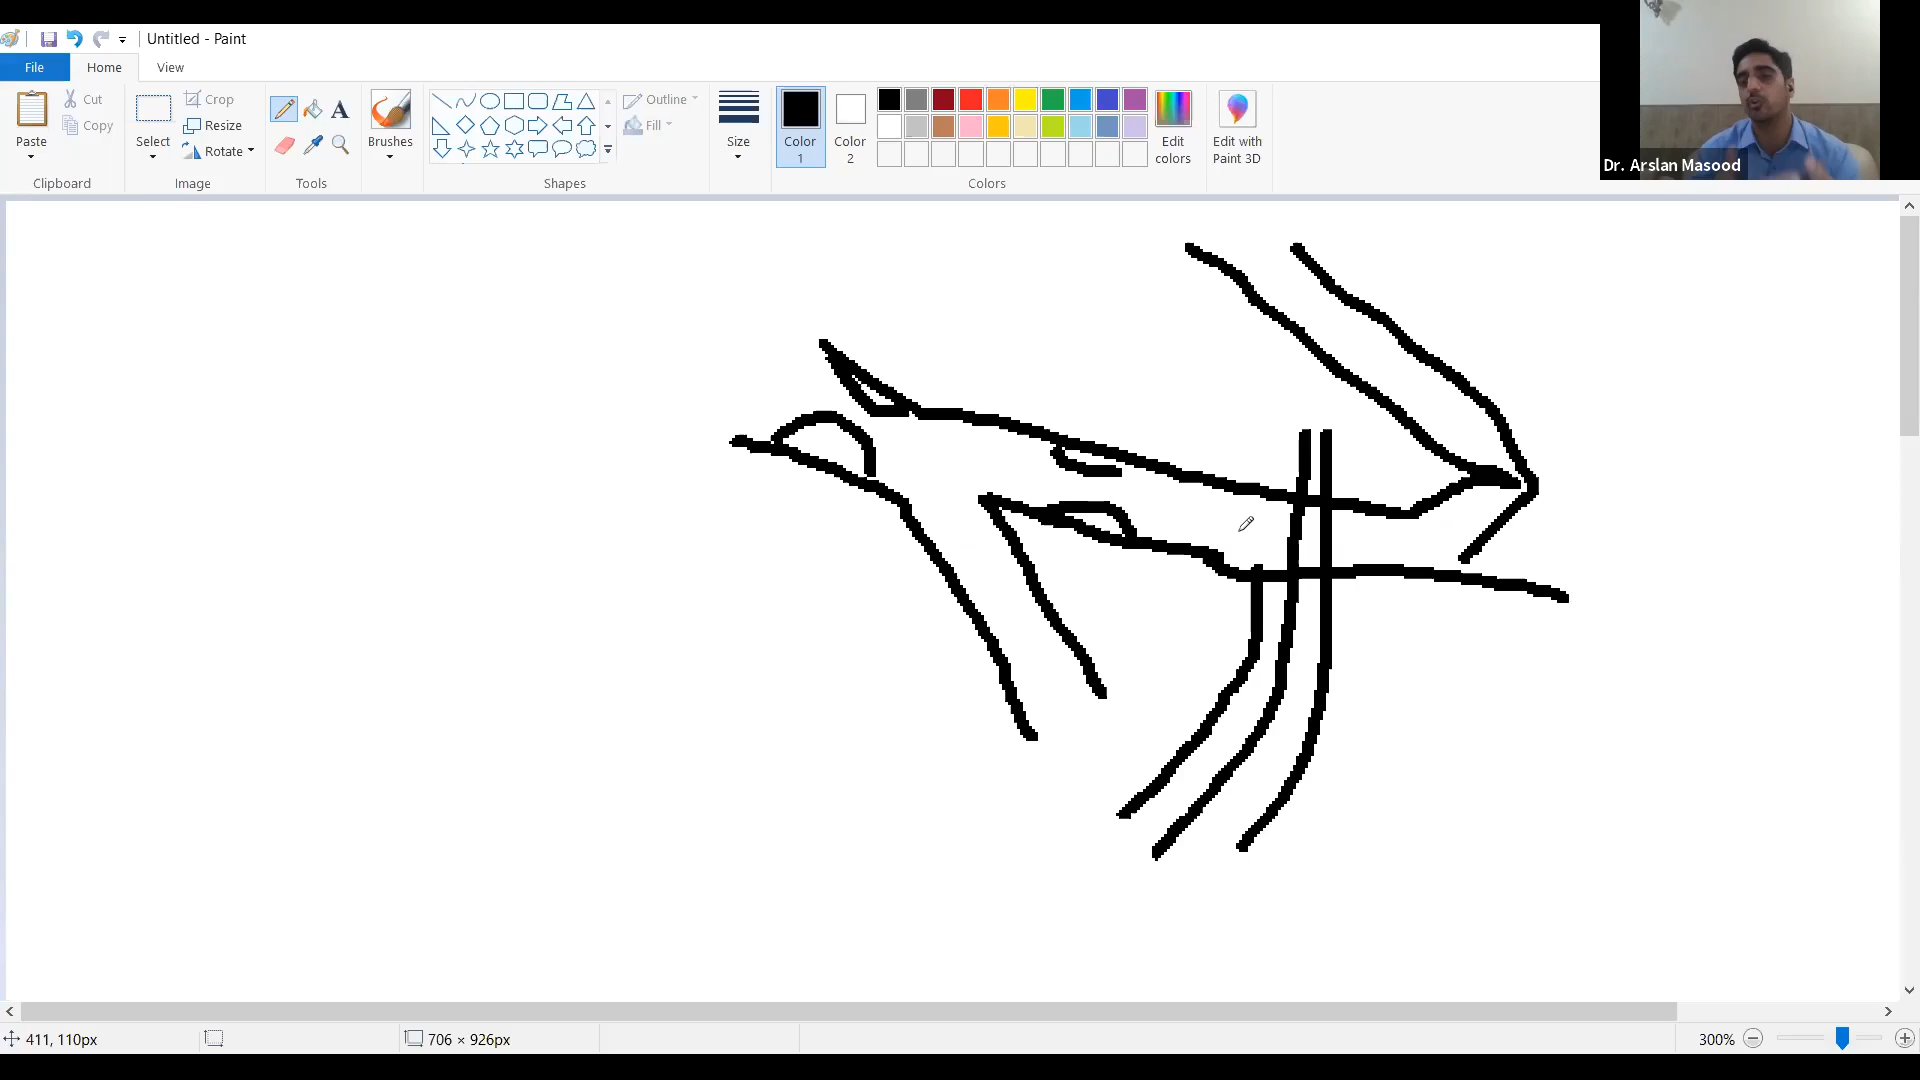 Untitled - Paint
File Home View
Cut
Copy
Paste
Clipboard
Crop
Resize
Rotate
Select
Image
A
Tools
Brushes
Outline
Fill
Shapes
Size
Color
1
Color
2
Edit
colors
Colors
Edit with
Paint 3D
Dr. Arslan Masood
411, 110px
706 × 926px
300%